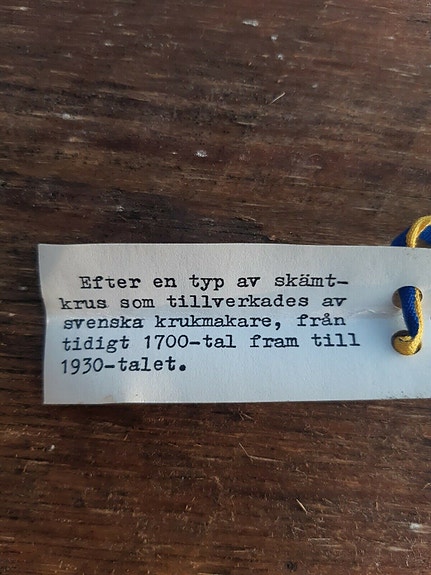 Efter en typ av skämt-
krus som tillverkades av
svenska krukmakare, från
tidigt 1700-tal fram till
1930-talet.